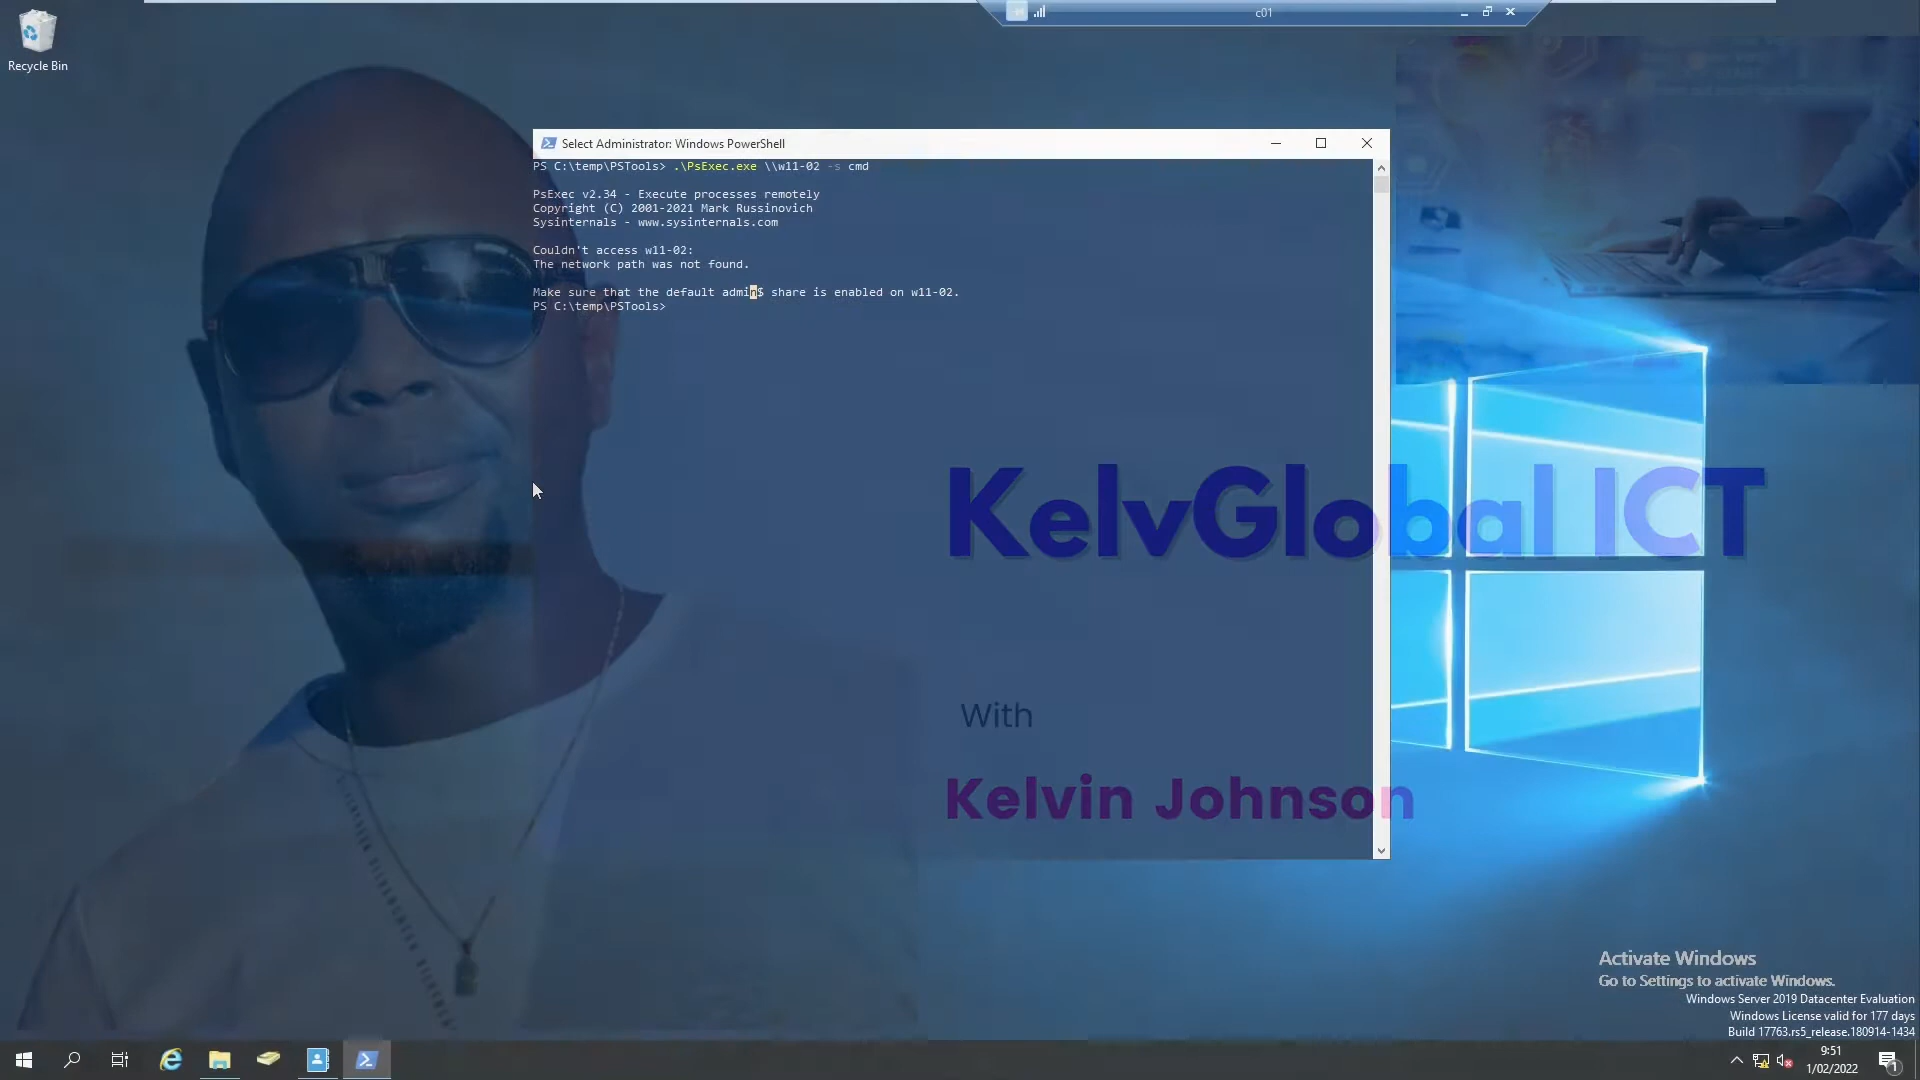 c01
Recycle Bin
Select Administrator: Windows PowerShell
PS C:\temp\PSTools> .\PsExec.exe \\w11-02 -s cmd
PsExec v2.34 - Execute processes remotely
Copyright (C) 2001-2021 Mark Russinovich
Sysinternals - www.sysinternals.com
Couldn't access w11-02:
The network path was not found.
Make sure that the default admin$ share is enabled on w11-02.
PS C:\temp\PSTools>
KelvGlobal ICT
With
Kelvin Johnson
Activate Windows
Go to Settings to activate Windows.
Windows Server 2019 Datacenter Evaluation
Windows License valid for 177 days
Build 17763.rs5_release.180914-1434
9:51
1/02/2022
1